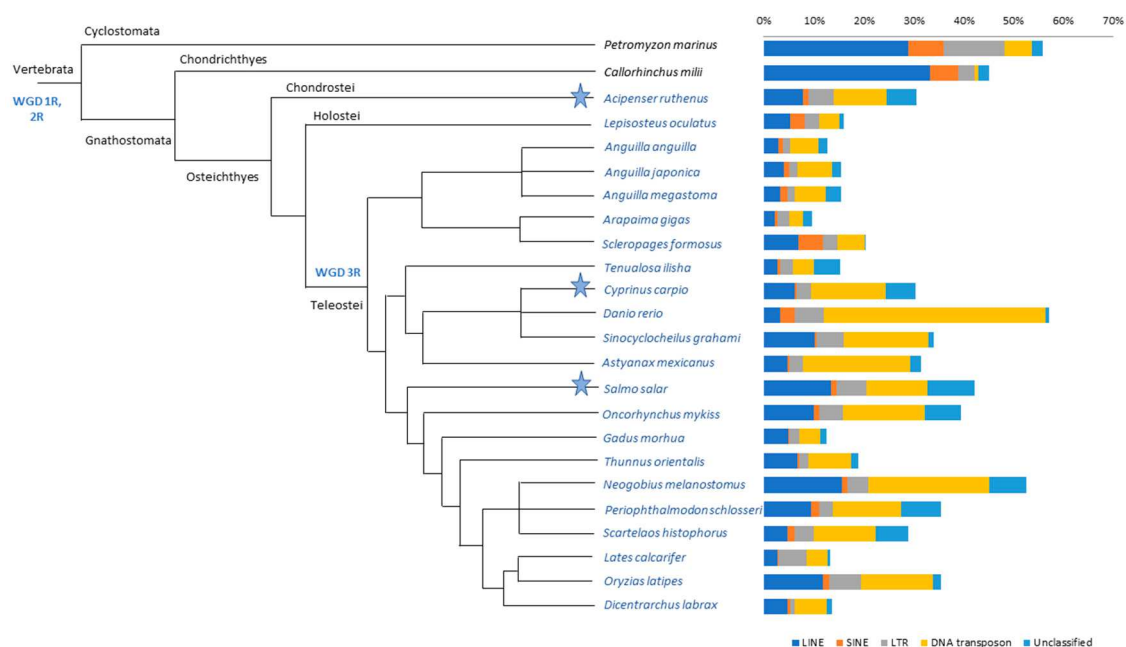 0% 10% 20% 30% 40% 50% 60% 70%
Cyclostomata
Petromyzon marinus
Chondrichthyes
Vertebrata
Callorhinchus milii
Chondrostei
WGD 1R,
2R
Acipenser ruthenus
Holostei
Lepisosteus oculatus
Gnathostomata
Anguilla anguilla
Osteichthyes
Anguilla japonica
Anguilla megastoma
Arapaima gigas
Scleropages formosus
WGD 3R
Tenualosa ilisha
Cyprinus carpio
Teleostei
Danio rerio
Sinocyclocheilus grahami
Astyanax mexicanus
Salmo salar
Oncorhynchus mykiss
Gadus morhua
Thunnus orientalis
Neogobius melanostomus
Periophthalmodon schlosseri
Scartelaos histophorus
Lates calcarifer
Oryzias latipes
Dicentrarchus labrax
LINE SINE LTR DNA transposon Unclassified